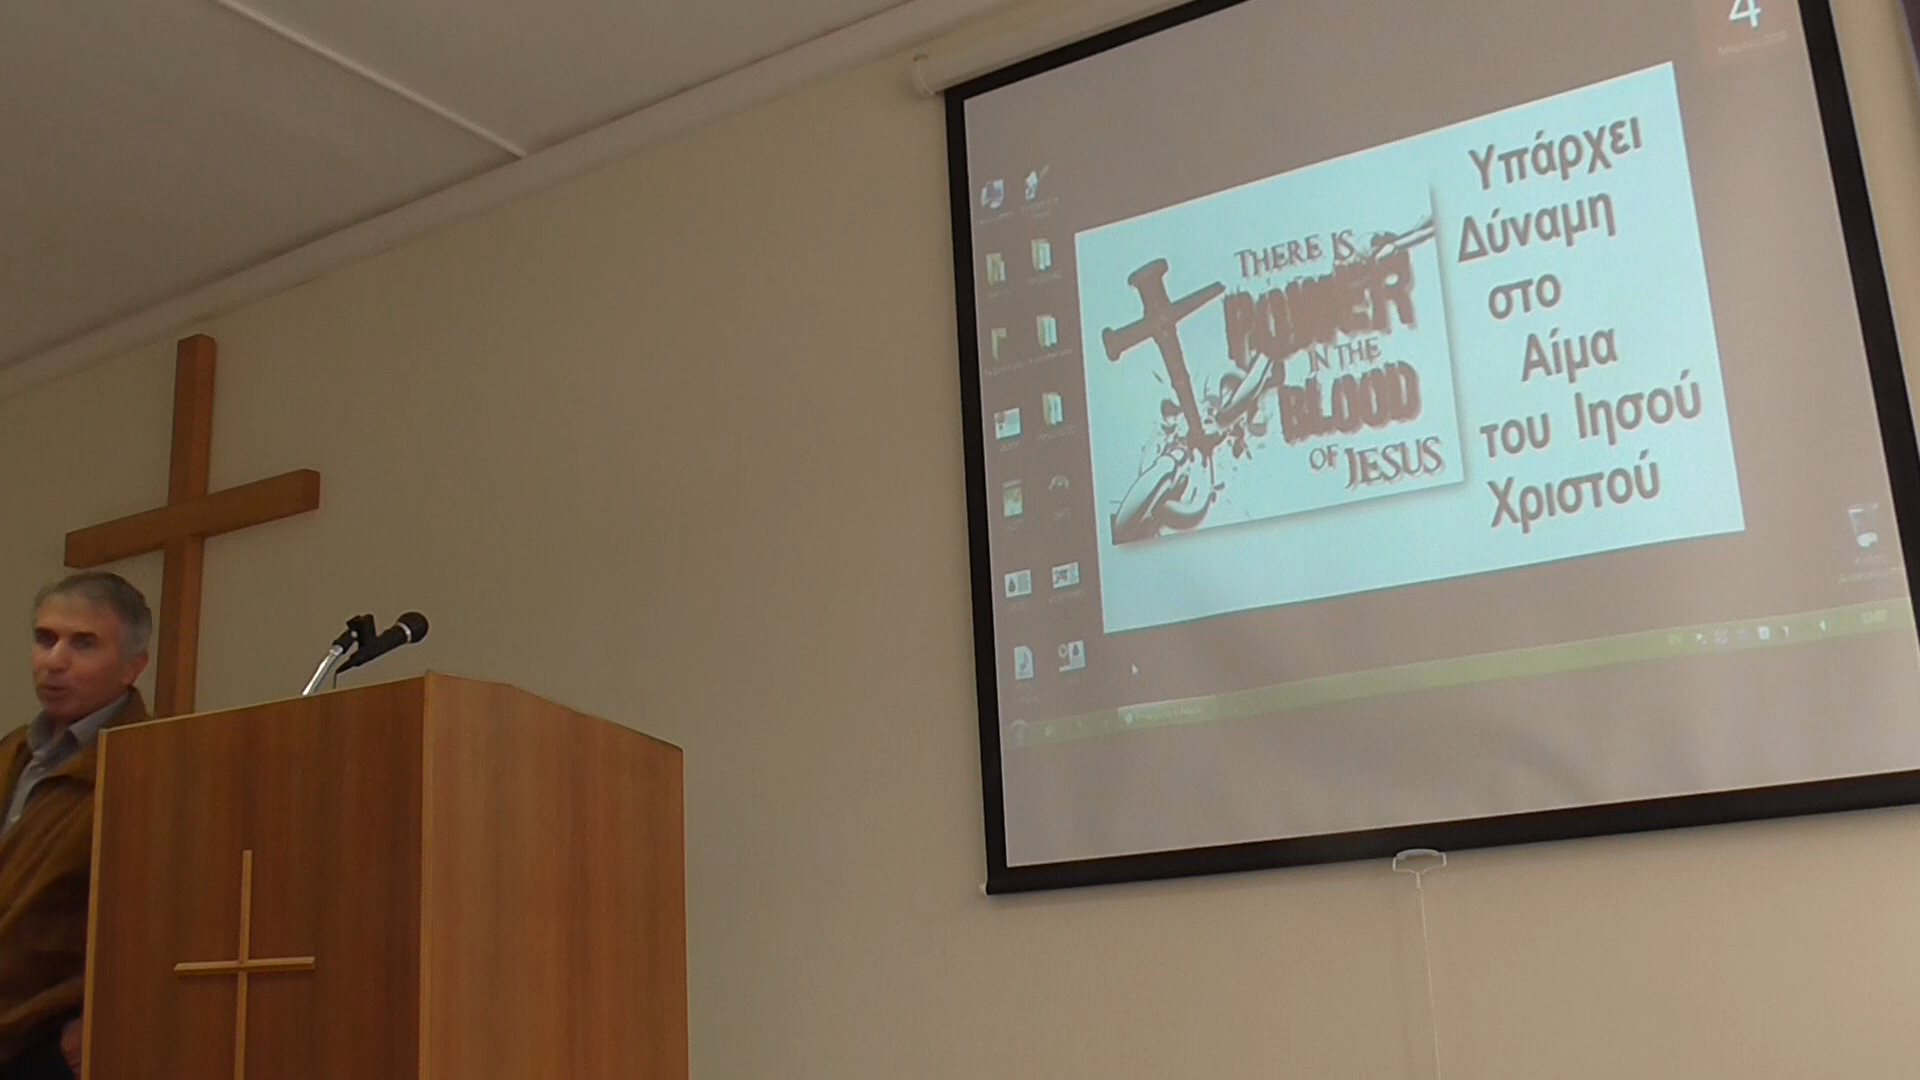 4
THERE IS
POWER
IN THE
BLOOD
OF JESUS
Υπάρχει
Δύναμη
στο
Αίμα
του Ιησού
Χριστού